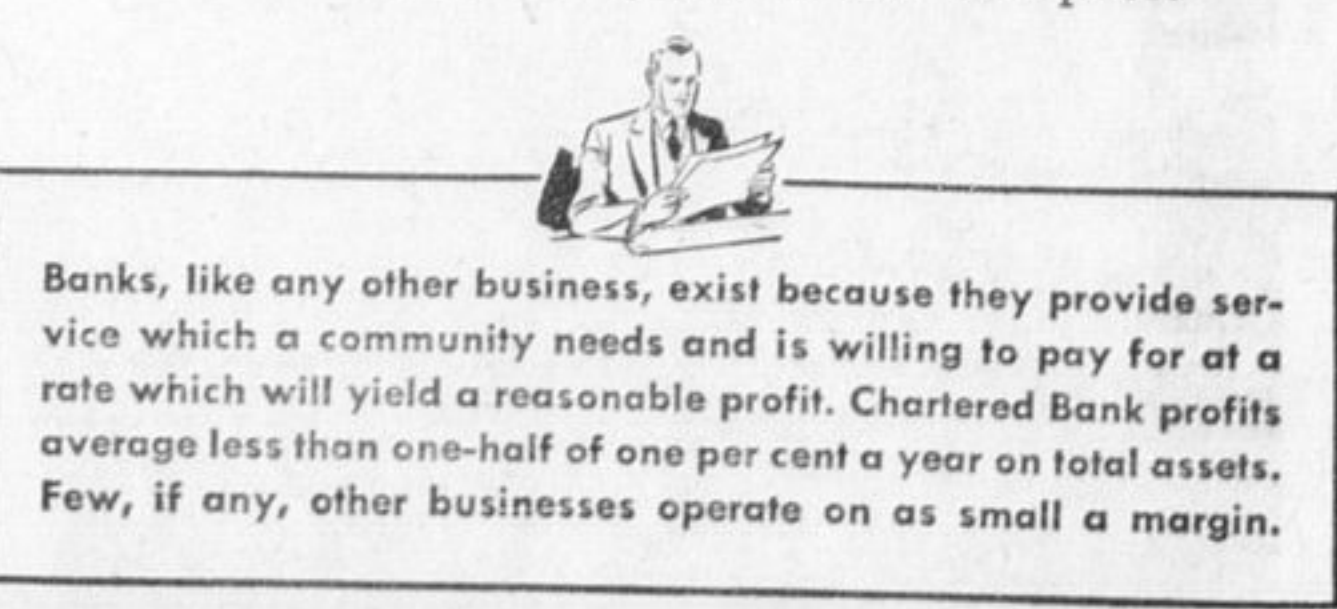 Banks, like any other business, exist because they provide ser-
vice which a community needs and is willing to pay for at a
rate which will yield a reasonable profit. Chartered Bank profits
average less than one-half of one per cent a year on total assets.
Few, if any, other businesses operate on as small a margin.